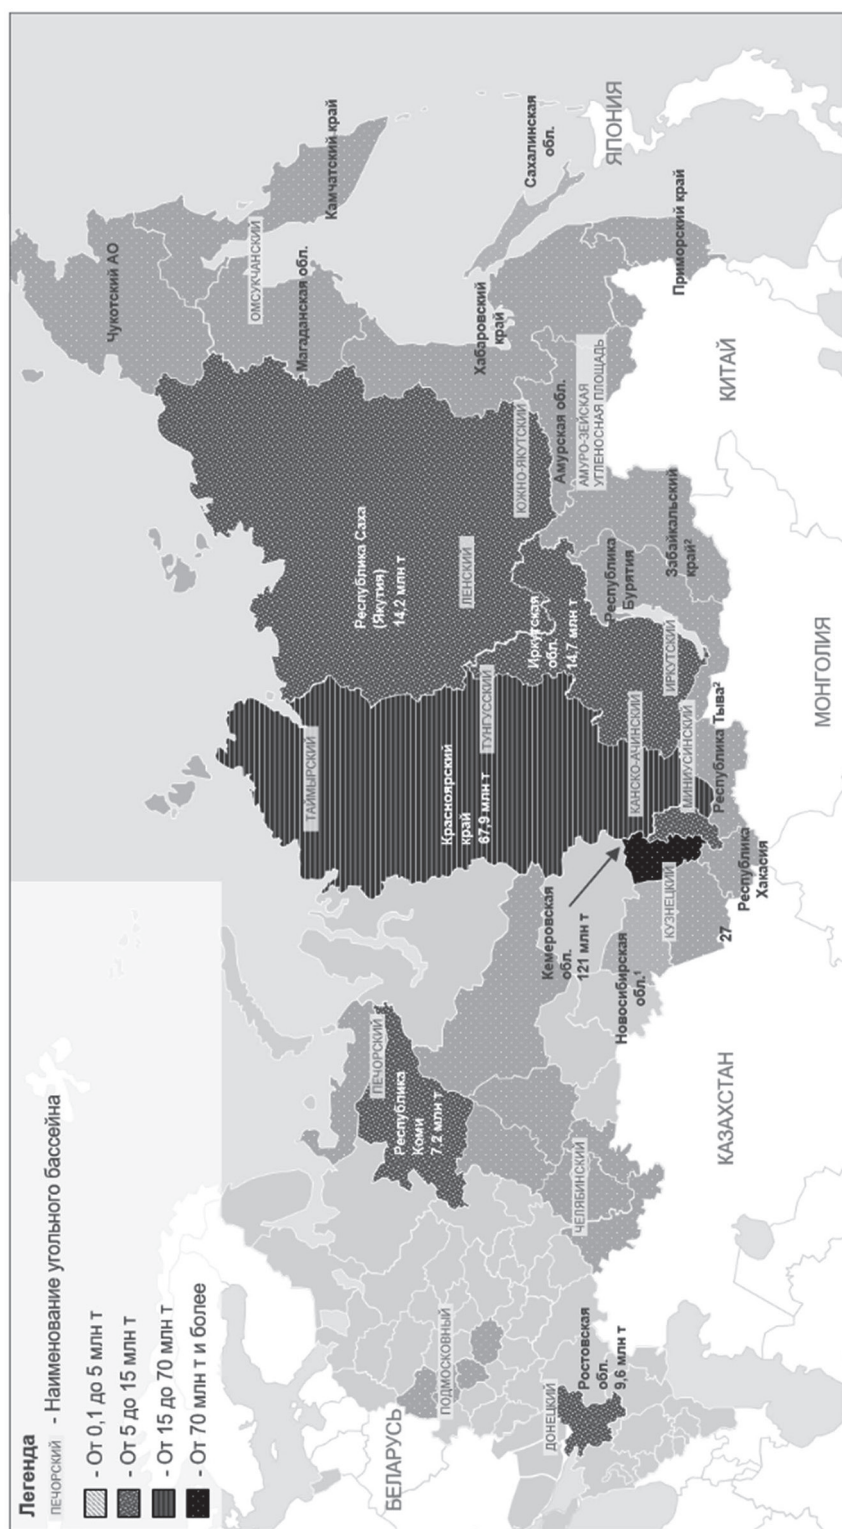 Легенда
ПЕЧОРСКИЙ - Наименование угольного бассейна
- От 0,1 до 5 млн т
- От 5 до 15 млн т
- От 15 до 70 млн т
- От 70 млн т и более
Чукотский АО
ОМСУКЧАНСКИЙ
Камчатский край
Магаданская обл.
Хабаровский
край
Сахалинская
обл.
ЯПОНИЯ
Приморский край
Республика Саха
(Якутия)
14,2 млн т
ЛЕНСКИЙ
ЮЖНО-ЯКУТСКИЙ
Амурская обл.
АМУРО-ЗЕЙСКАЯ
УГЛЕНОСНАЯ ПЛОЩАДЬ
КИТАЙ
ТАЙМЫРСКИЙ
Красноярский
край
67,9 млн т
ТУНГУССКИЙ
Иркутская
обл.
14,7 млн т
Республика
Бурятия
Забайкальский
край²
КАНСКО-АЧИНСКИЙ
ИРКУТСКИЙ
МИНИУСИНСКИЙ
Республика Тыва²
МОНГОЛИЯ
ПЕЧОРСКИЙ
Республика
Коми
7,2 млн т
Кемеровская
обл.
121 млн т
Новосибирская
обл.¹
КУЗНЕЦКИЙ
27
Республика
Хакасия
БЕЛАРУСЬ
ПОДМОСКОВНЫЙ
ЧЕЛЯБИНСКИЙ
КАЗАХСТАН
ДОНЕЦКИЙ
Ростовская
обл.
9,6 млн т